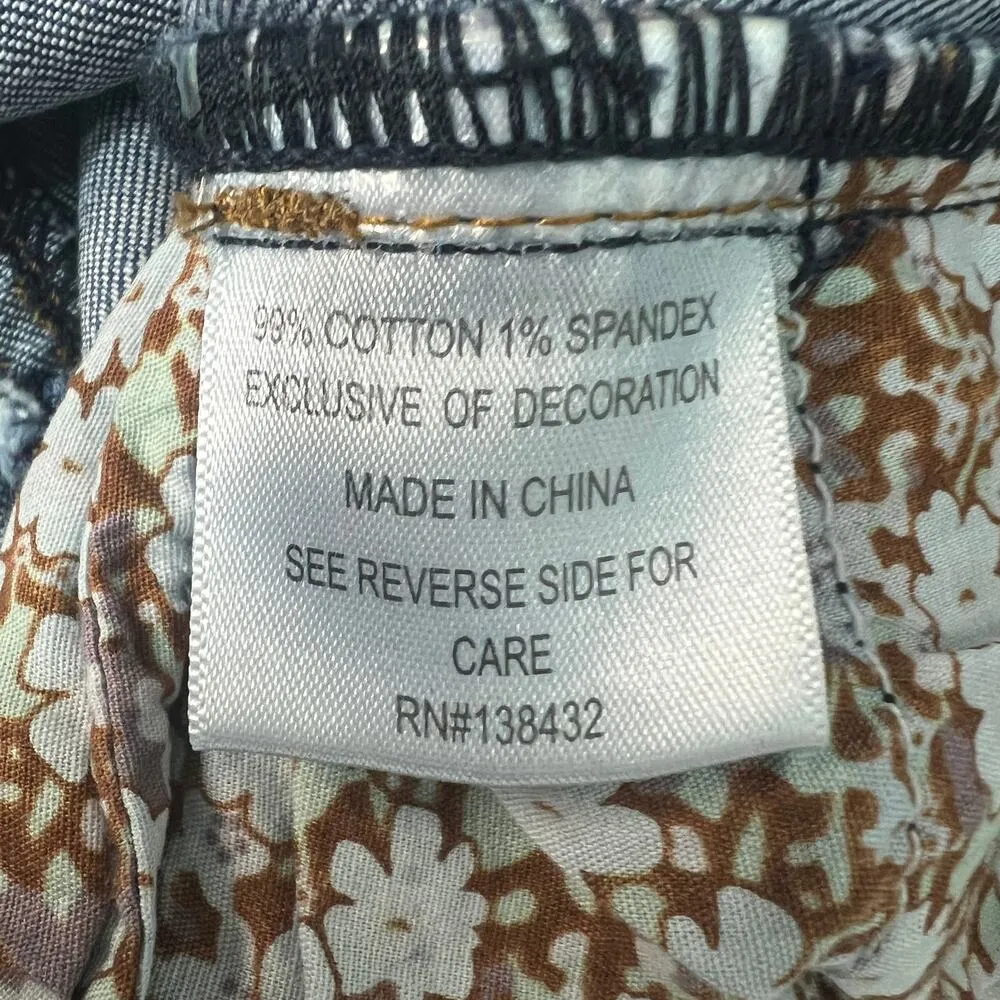 99% COTTON 1% SPANDEX
EXCLUSIVE OF DECORATION
MADE IN CHINA
SEE REVERSE SIDE FOR
CARE
RN#138432